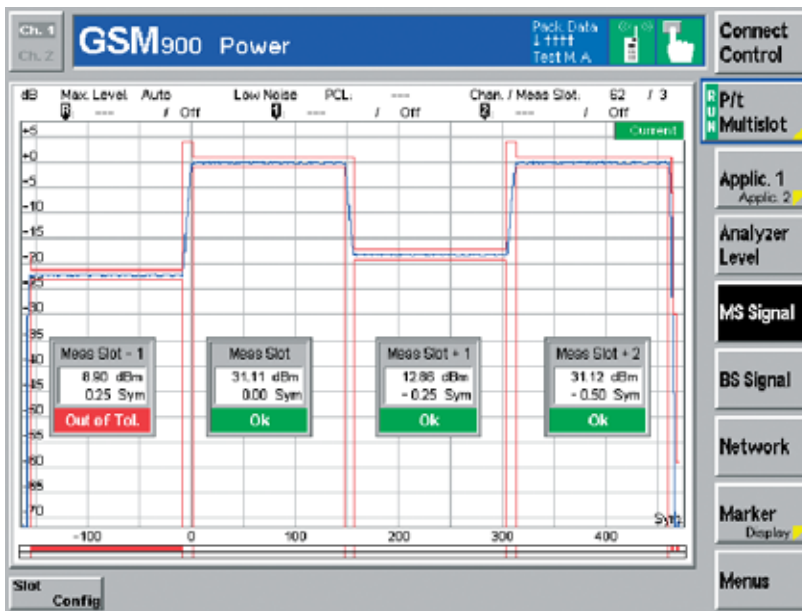 Ch. 1
Ch. 2
GSM900 Power
Pack Data
Test M. A.
Connect
Control
dB Max. Level Auto Low Noise PCL: --- Chan. / Meas Slot: 62 / 3
--- / Off 1 --- / Off 2 --- / Off
Current
RUN
P/t
Multislot
Applic. 1
Applic. 2
Analyzer
Level
MS Signal
BS Signal
Network
Marker
Display
Menus
+5
+0
-5
-10
-15
-20
-25
-30
-35
-40
-45
-50
-55
-60
-65
-70
Meas Slot - 1
8.90 dBm
0.25 Sym
Out of Tol.
Meas Slot
31.11 dBm
0.00 Sym
Ok
Meas Slot + 1
12.86 dBm
- 0.25 Sym
Ok
Meas Slot + 2
31.12 dBm
- 0.50 Sym
Ok
-100 0 100 200 300 400
Slot
Config